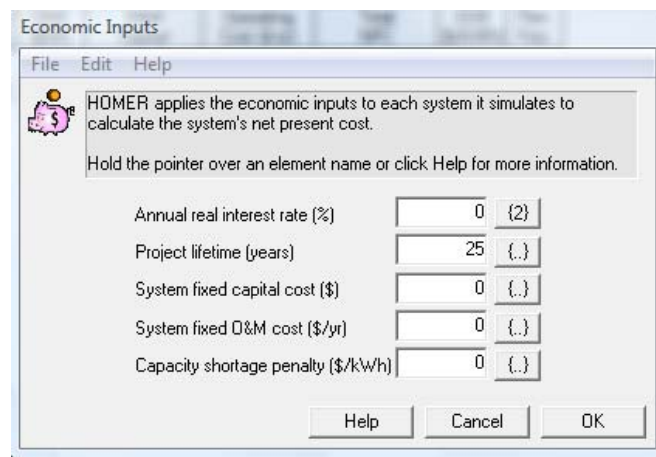 Economic Inputs
File Edit Help
HOMER applies the economic inputs to each system it simulates to
calculate the system's net present cost.
Hold the pointer over an element name or click Help for more information.
Annual real interest rate (%) 0 {2}
Project lifetime (years) 25 {..}
System fixed capital cost ($) 0 {..}
System fixed O&M cost ($/yr) 0 {..}
Capacity shortage penalty ($/kWh) 0 {..}
Help Cancel OK